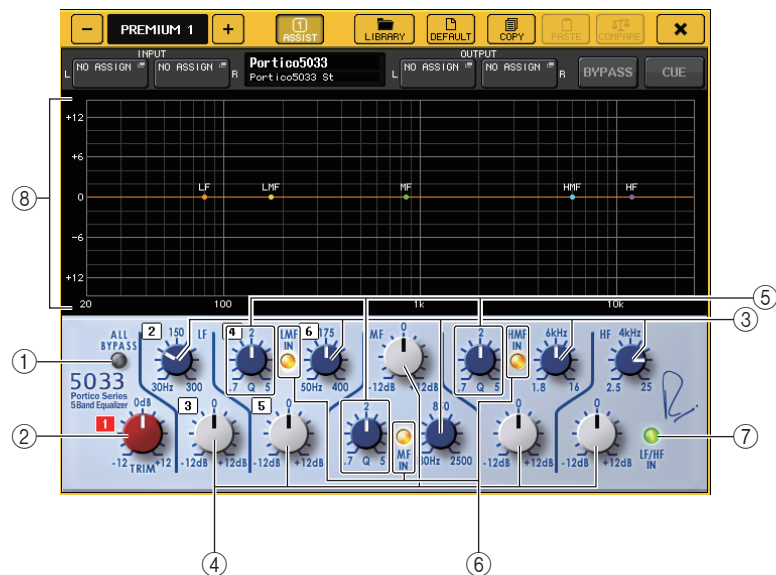 PREMIUM 1
1
ASSIST
LIBRARY
DEFAULT
COPY
PASTE
COMPARE
INPUT
L
NO ASSIGN
NO ASSIGN
R
Portico5033
Portico5033 St
OUTPUT
L
NO ASSIGN
NO ASSIGN
R
BYPASS
CUE
+12
+6
0
-6
-12
LF
LMF
MF
HMF
HF
20
100
1k
10k
8
5
3
1
ALL
BYPASS
2
150
LF
30Hz
300
4
2
.7 Q 5
LMF
IN
6
175
50Hz
400
MF
0
-12dB
+12dB
2
.7 Q 5
HMF
IN
6kHz
1.8
16
HF
4kHz
2.5
25
5033
Portico Series
5Band Equalizer
2
1
0dB
-12
+12
TRIM
3
0
-12dB
+12dB
5
0
-12dB
+12dB
2
.7 Q 5
MF
IN
850
2500
0
-12dB
+12dB
0
-12dB
+12dB
LF/HF
IN
7
4
6